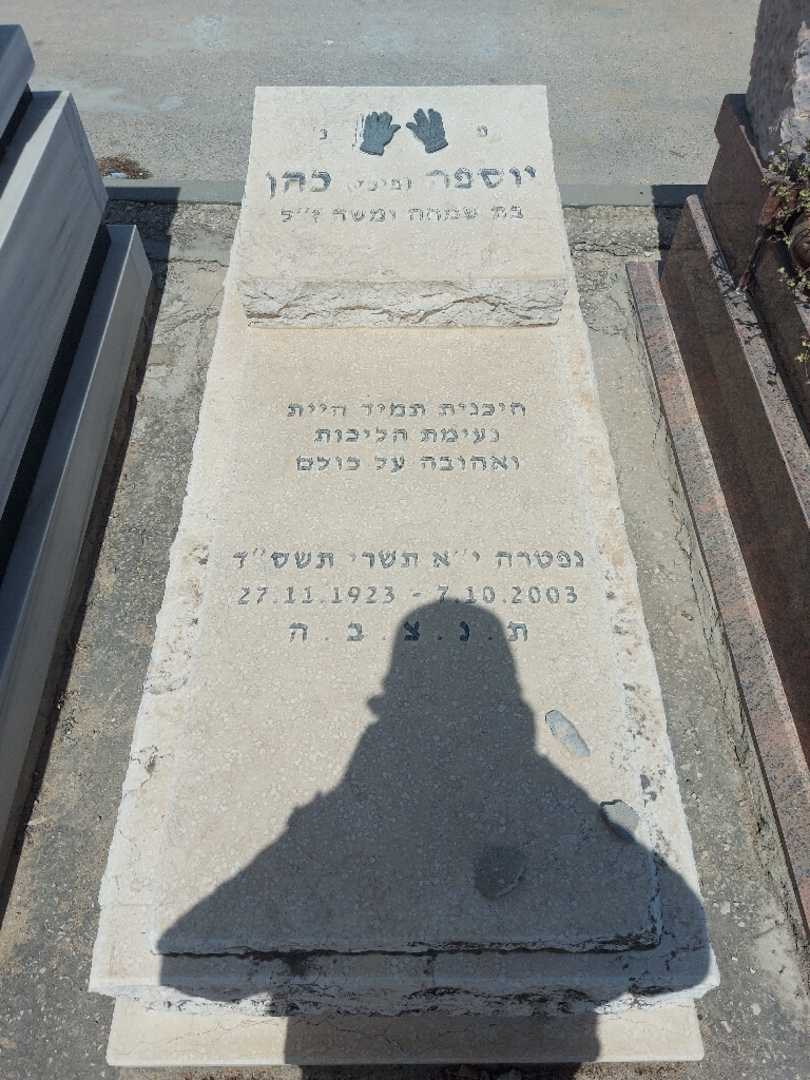 פ נ
יוספה כהן
בת שמחה ומשה ז"ל
חיכנית תמיד היית
נעימת הליכות
ואהובה על כולם
נפטרה י"א תשרי תשס"ד
27.11.1923 - 7.10.2003
ת.נ.צ.ב.ה